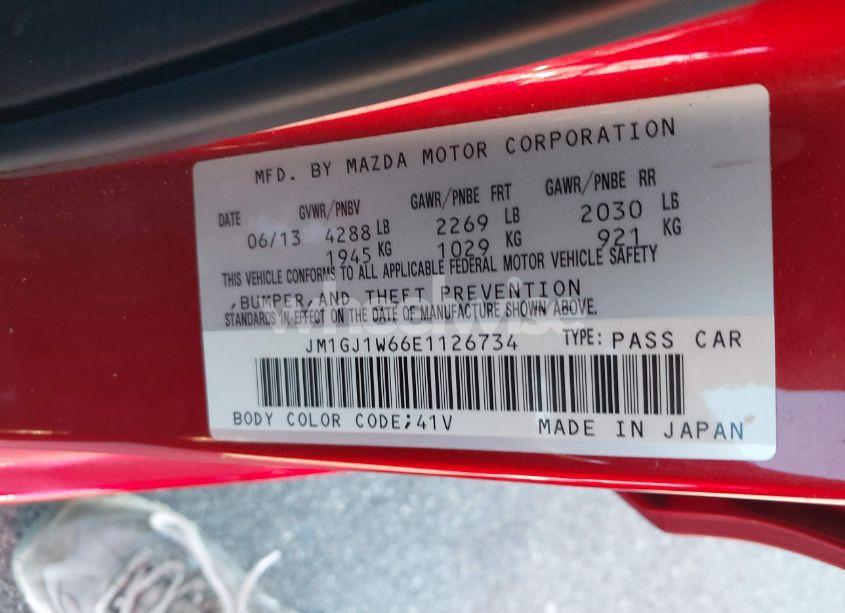 MFD. BY MAZDA MOTOR CORPORATION
DATE GVWR/PNBV GAWR/PNBE FRT GAWR/PNBE RR
06/13 4288 LB 2269 LB 2030 LB
1945 KG 1029 KG 921 KG
THIS VEHICLE CONFORMS TO ALL APPLICABLE FEDERAL MOTOR VEHICLE SAFETY
,BUMPER,AND THEFT PREVENTION
STANDARDS IN EFFECT ON THE DATE OF MANUFACTURE SHOWN ABOVE.
wheelwise
JM1GJ1W66E1126734 TYPE: PASS CAR
BODY COLOR CODE;41V MADE IN JAPAN